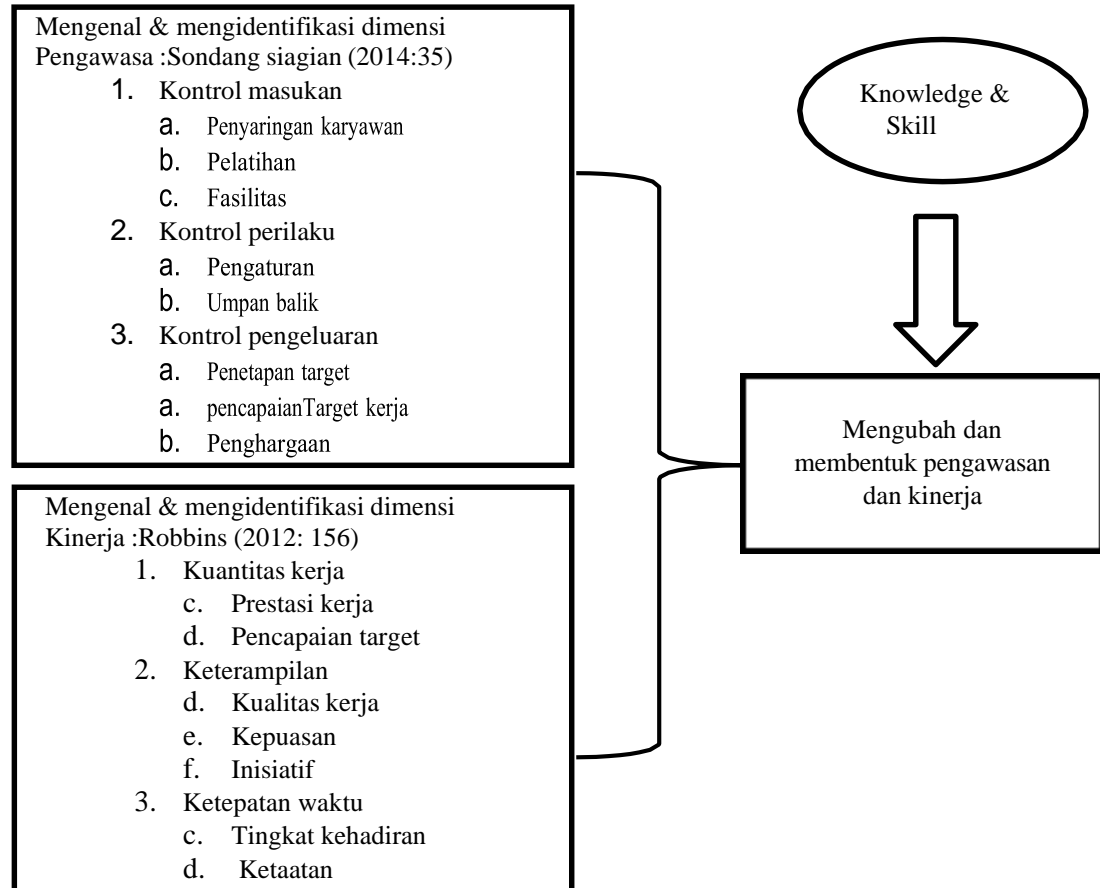 Mengenal & mengidentifikasi dimensi
Pengawasa :Sondang siagian (2014:35)
1. Kontrol masukan
a. Penyaringan karyawan
b. Pelatihan
c. Fasilitas
2. Kontrol perilaku
a. Pengaturan
b. Umpan balik
3. Kontrol pengeluaran
a. Penetapan target
a. pencapaianTarget kerja
b. Penghargaan
Mengenal & mengidentifikasi dimensi
Kinerja :Robbins (2012: 156)
1. Kuantitas kerja
c. Prestasi kerja
d. Pencapaian target
2. Keterampilan
d. Kualitas kerja
e. Kepuasan
f. Inisiatif
3. Ketepatan waktu
c. Tingkat kehadiran
d. Ketaatan
Knowledge &
Skill
Mengubah dan
membentuk pengawasan
dan kinerja